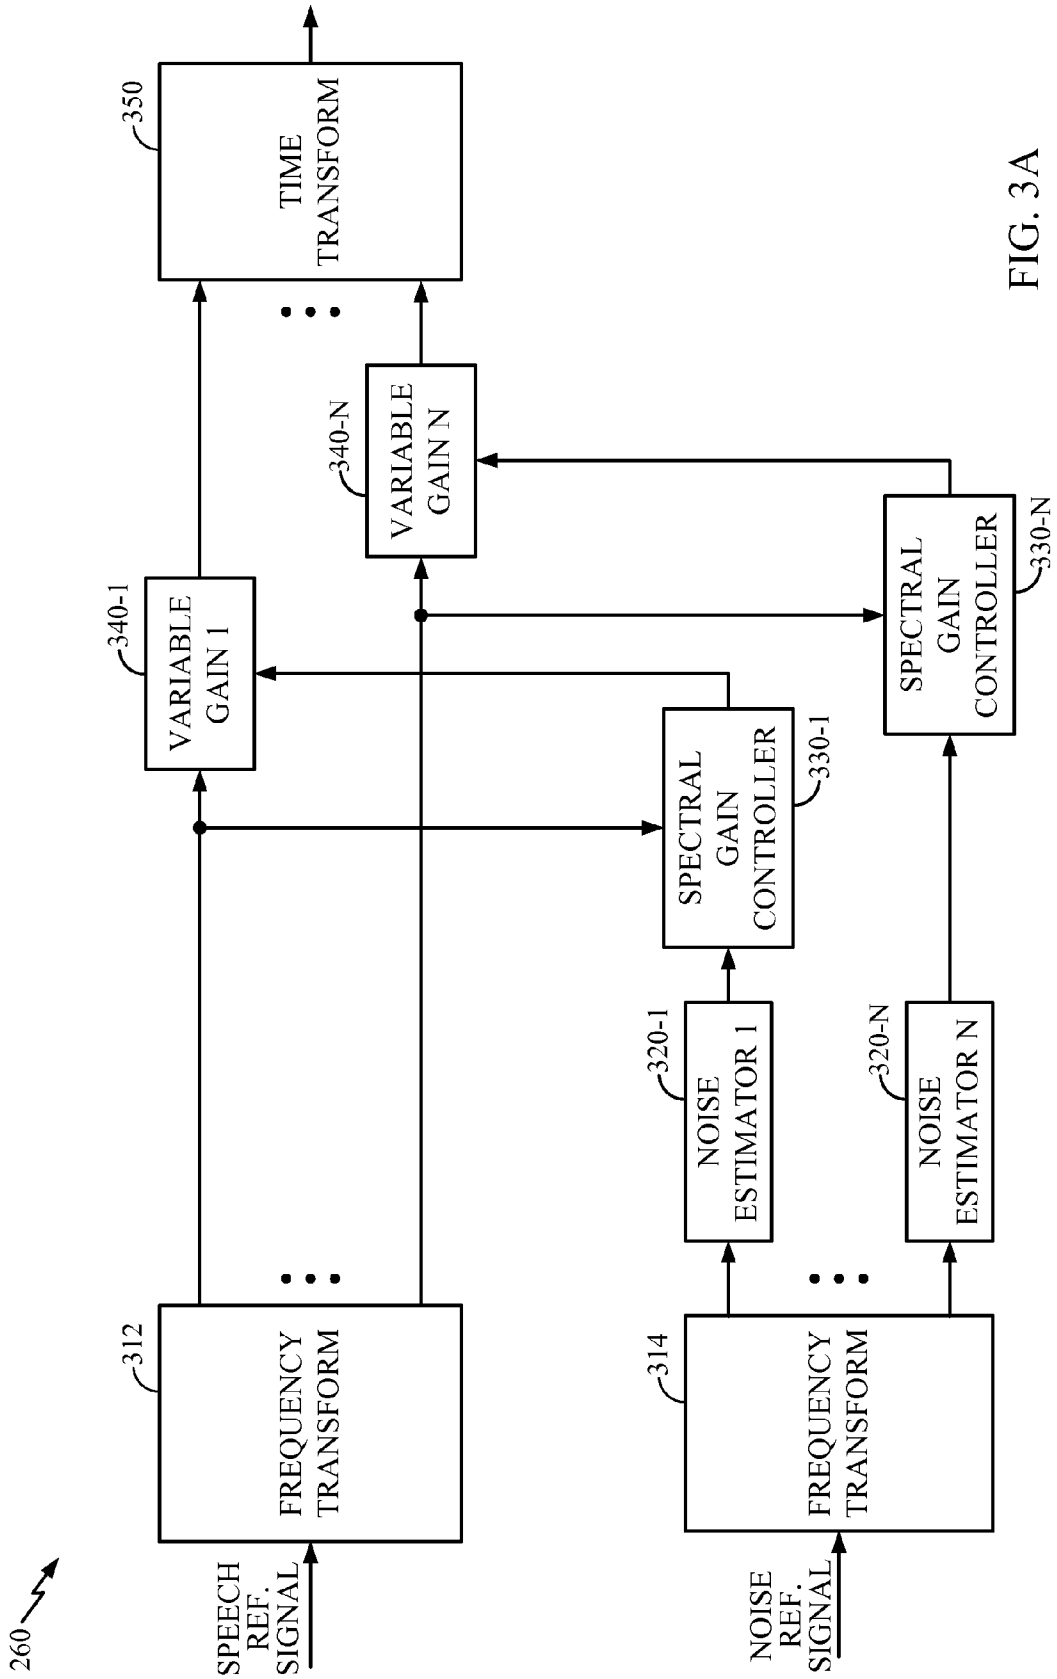 260
SPEECH
REF.
SIGNAL
312
FREQUENCY
TRANSFORM
340-1
VARIABLE
GAIN 1
340-N
VARIABLE
GAIN N
350
TIME
TRANSFORM
NOISE
REF.
SIGNAL
314
FREQUENCY
TRANSFORM
320-1
NOISE
ESTIMATOR 1
320-N
NOISE
ESTIMATOR N
SPECTRAL
GAIN
CONTROLLER
330-1
SPECTRAL
GAIN
CONTROLLER
330-N
FIG. 3A